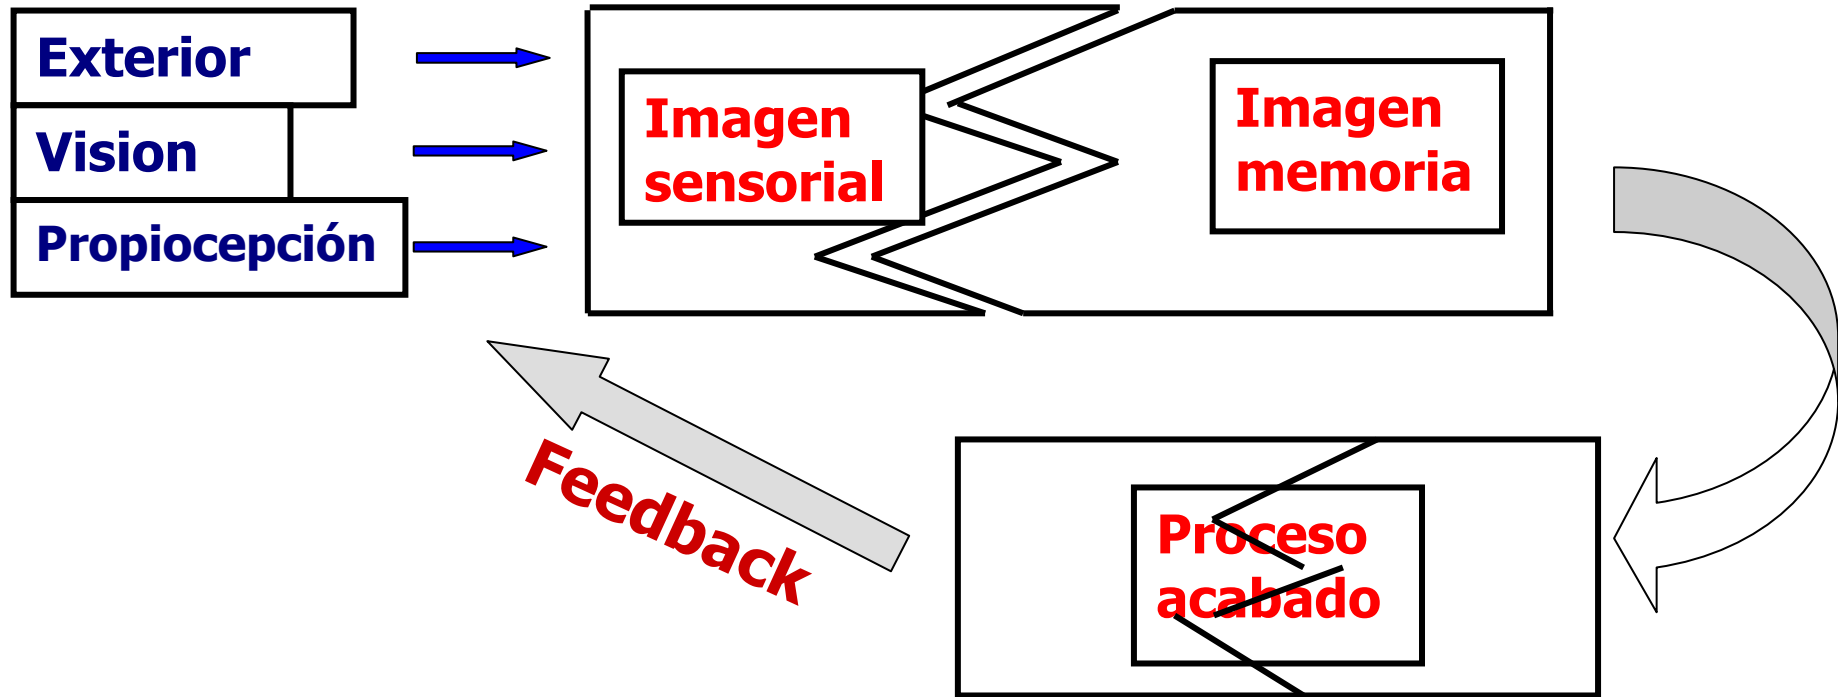 Exterior
Vision
Propiocepción
Imagen
sensorial
Imagen
memoria
Feedback
Proceso
acabado